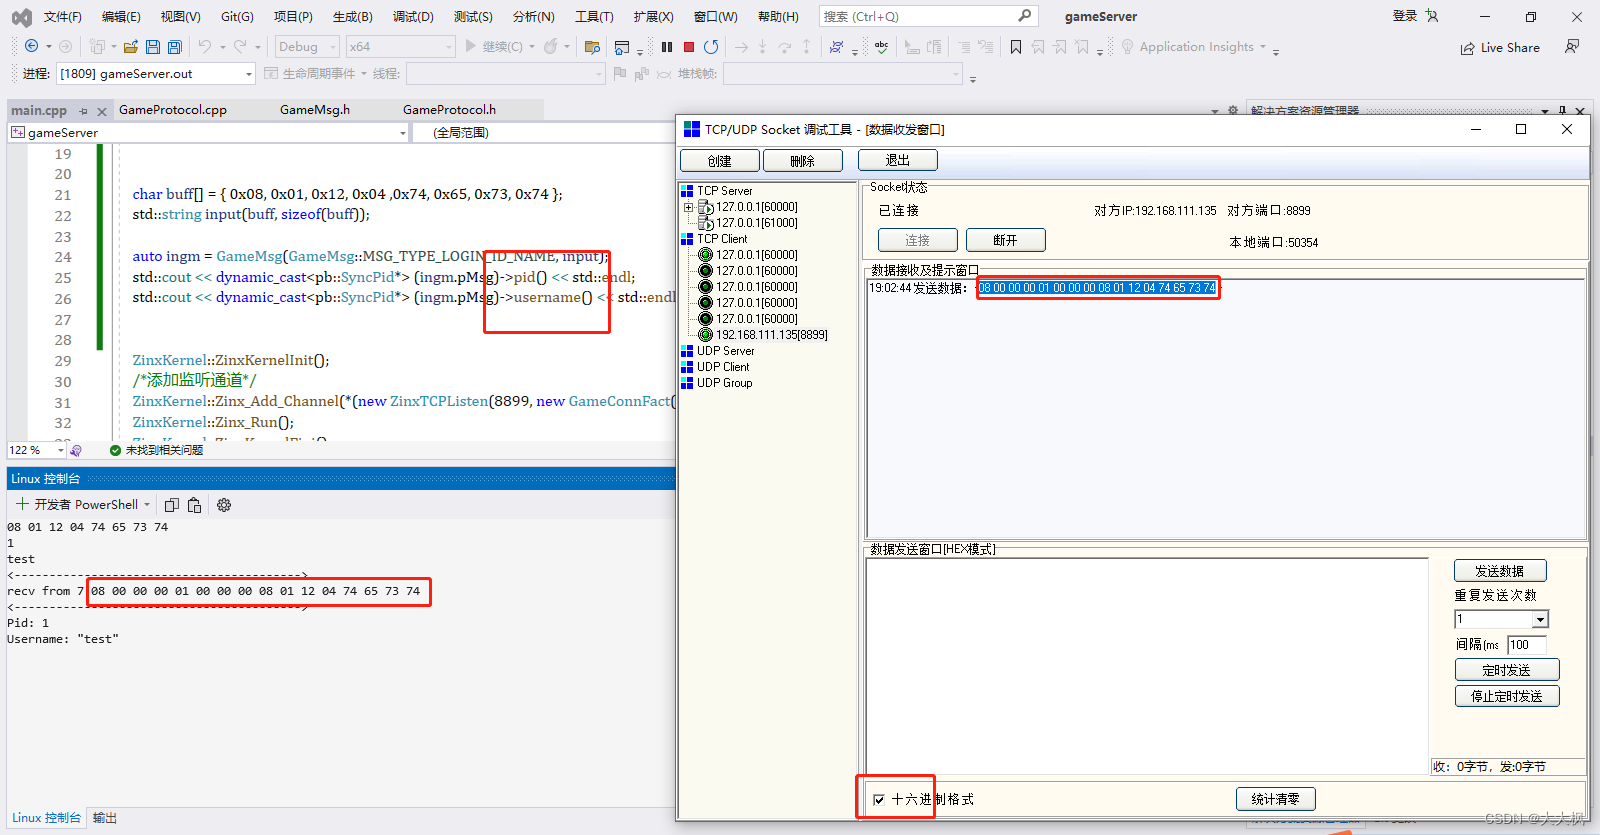 文件(F) 编辑(E) 视图(V) Git(G) 项目(P) 生成(B) 调试(D) 测试(S) 分析(N) 工具(T) 扩展(X) 窗口(W) 帮助(H) 搜索 (Ctrl+Q) gameServer 登录
Debug x64 继续(C) Application Insights Live Share
进程: [1809] gameServer.out 生命周期事件 线程: 堆栈帧:
main.cpp GameProtocol.cpp GameMsg.h GameProtocol.h 解决方案资源管理器
gameServer (全局范围)
19
20
21 char buff[] = { 0x08, 0x01, 0x12, 0x04 ,0x74, 0x65, 0x73, 0x74 };
22 std::string input(buff, sizeof(buff));
23
24 auto ingm = GameMsg(GameMsg::MSG_TYPE_LOGIN_ID_NAME, input);
25 std::cout << dynamic_cast<pb::SyncPid*> (ingm.pMsg)->pid() << std::endl;
26 std::cout << dynamic_cast<pb::SyncPid*> (ingm.pMsg)->username() << std::endl
27
28
29 ZinxKernel::ZinxKernelInit();
30 /*添加监听通道*/
31 ZinxKernel::Zinx_Add_Channel(*(new ZinxTCPListen(8899, new GameConnFact(
32 ZinxKernel::Zinx_Run();
122 % 未找到相关问题
Linux 控制台
开发者 PowerShell
08 01 12 04 74 65 73 74
1
test
<----------------------------------------->
recv from 7 08 00 00 00 01 00 00 00 08 01 12 04 74 65 73 74
<----------------------------------------->
Pid: 1
Username: "test"
Linux 控制台 输出
TCP/UDP Socket 调试工具 - [数据收发窗口]
创建 删除 退出
TCP Server
127.0.0.1[60000]
127.0.0.1[61000]
TCP Client
127.0.0.1[60000]
127.0.0.1[60000]
127.0.0.1[60000]
127.0.0.1[60000]
127.0.0.1[60000]
192.168.111.135[8899]
UDP Server
UDP Client
UDP Group
Socket状态
已连接 对方IP:192.168.111.135 对方端口:8899
连接 断开 本地端口:50354
数据接收及提示窗口
19:02:44 发送数据: 08 00 00 00 01 00 00 00 08 01 12 04 74 65 73 74
数据发送窗口[HEX模式]
发送数据
重复发送次数
1
间隔(ms 100
定时发送
停止定时发送
收: 0字节, 发:0字节
十六进制格式 统计清零
CSDN @大大枫